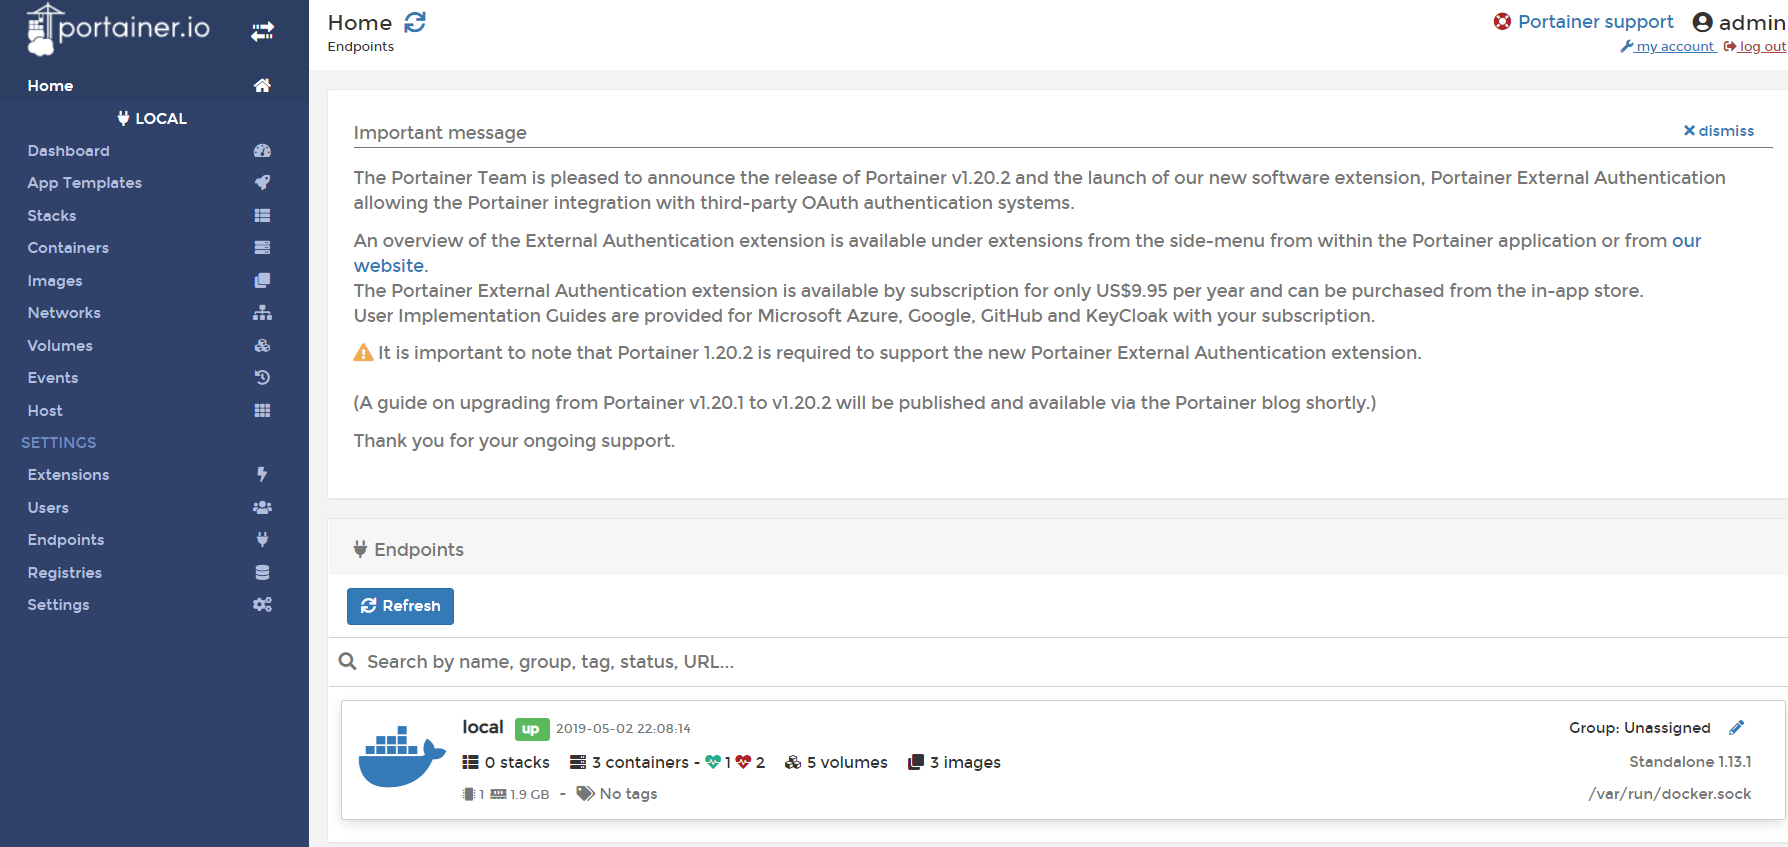 portainer.io
Home
LOCAL
Dashboard
App Templates
Stacks
Containers
Images
Networks
Volumes
Events
Host
SETTINGS
Extensions
Users
Endpoints
Registries
Settings
Home
Endpoints
Portainer support
admin
my account
log out
Important message
dismiss
The Portainer Team is pleased to announce the release of Portainer v1.20.2 and the launch of our new software extension, Portainer External Authentication
allowing the Portainer integration with third-party OAuth authentication systems.
An overview of the External Authentication extension is available under extensions from the side-menu from within the Portainer application or from our
website.
The Portainer External Authentication extension is available by subscription for only US$9.95 per year and can be purchased from the in-app store.
User Implementation Guides are provided for Microsoft Azure, Google, GitHub and KeyCloak with your subscription.
It is important to note that Portainer 1.20.2 is required to support the new Portainer External Authentication extension.
(A guide on upgrading from Portainer v1.20.1 to v1.20.2 will be published and available via the Portainer blog shortly.)
Thank you for your ongoing support.
Endpoints
Refresh
Search by name, group, tag, status, URL...
local up 2019-05-02 22:08:14
Group: Unassigned
0 stacks 3 containers - 1 2 5 volumes 3 images
Standalone 1.13.1
1 1.9 GB - No tags
/var/run/docker.sock